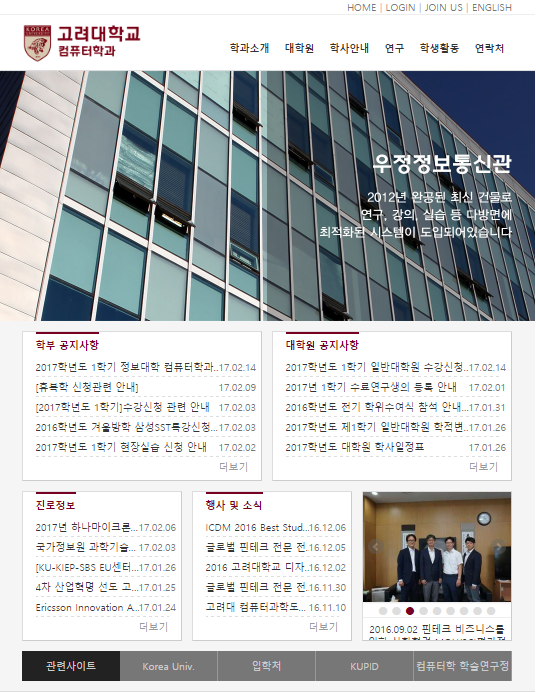 HOME | LOGIN | JOIN US | ENGLISH
KOREA
고려대학교
컴퓨터학과
학과소개 대학원 학사안내 연구 학생활동 연락처
우정정보통신관
2012년 완공된 최신 건물로
연구, 강의, 실습 등 다방면에
최적화된 시스템이 도입되어있습니다
학부 공지사항
2017학년도 1학기 정보대학 컴퓨터학과...17.02.14
[휴복학 신청관련 안내] 17.02.09
[2017학년도 1학기]수강신청 관련 안내 17.02.03
2016학년도 겨울방학 삼성SST특강신청...17.02.03
2017학년도 1학기 현장실습 신청 안내 17.02.02
더보기
대학원 공지사항
2017학년도 1학기 일반대학원 수강신청...17.02.14
2017년 1학기 수료연구생의 등록 안내 17.02.01
2016학년도 전기 학위수여식 참석 안내...17.01.31
2017학년도 제1학기 일반대학원 학적변...17.01.26
2017학년도 대학원 학사일정표 17.01.26
더보기
진로정보
2017년 하나마이크론...17.02.06
국가정보원 과학기술...17.02.03
[KU-KIEP-SBS EU센터...17.01.26
4차 산업혁명 선도 고...17.01.25
Ericsson Innovation A...17.01.24
더보기
행사 및 소식
ICDM 2016 Best Stud...16.12.06
글로벌 핀테크 전문 전...16.12.05
2016 고려대학교 디자...16.12.02
글로벌 핀테크 전문 전...16.11.30
고려대 컴퓨터과학도... 16.11.10
더보기
2016.09.02 핀테크 비즈니스를
관련사이트 Korea Univ. 입학처 KUPID 컴퓨터학 학술연구정